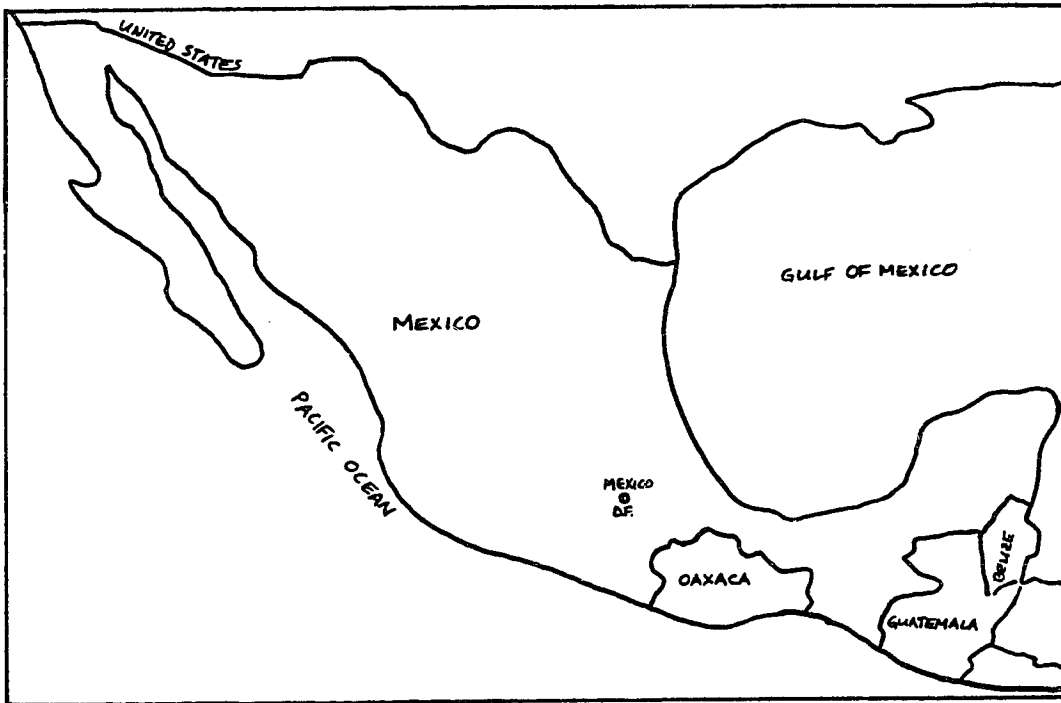 UNITED STATES
GULF OF MEXICO
MEXICO
PACIFIC OCEAN
MEXICO
D.F.
OAXACA
BELIZE
GUATEMALA